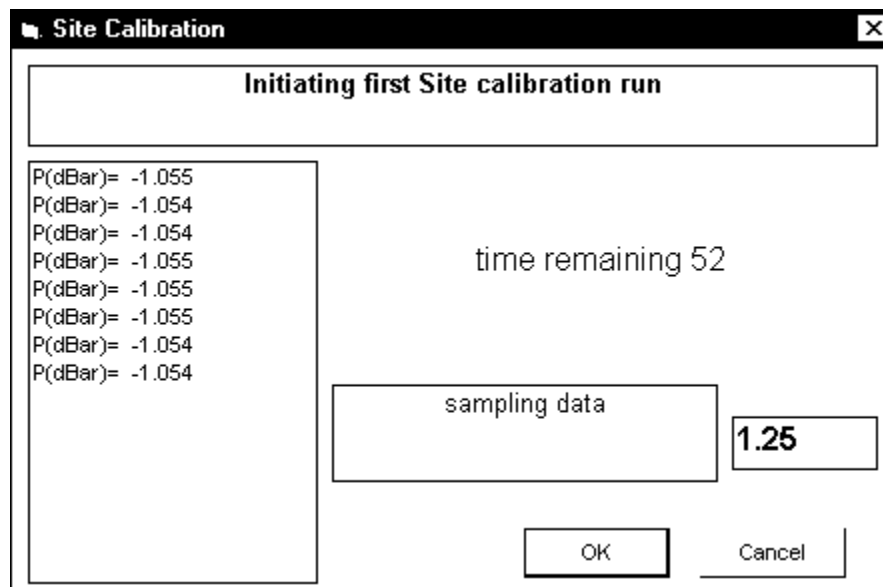 Site Calibration
Initiating first Site calibration run
P(dBar)= -1.055
P(dBar)= -1.054
P(dBar)= -1.054
P(dBar)= -1.055
P(dBar)= -1.055
P(dBar)= -1.055
P(dBar)= -1.054
P(dBar)= -1.054
time remaining 52
sampling data
1.25
OK
Cancel